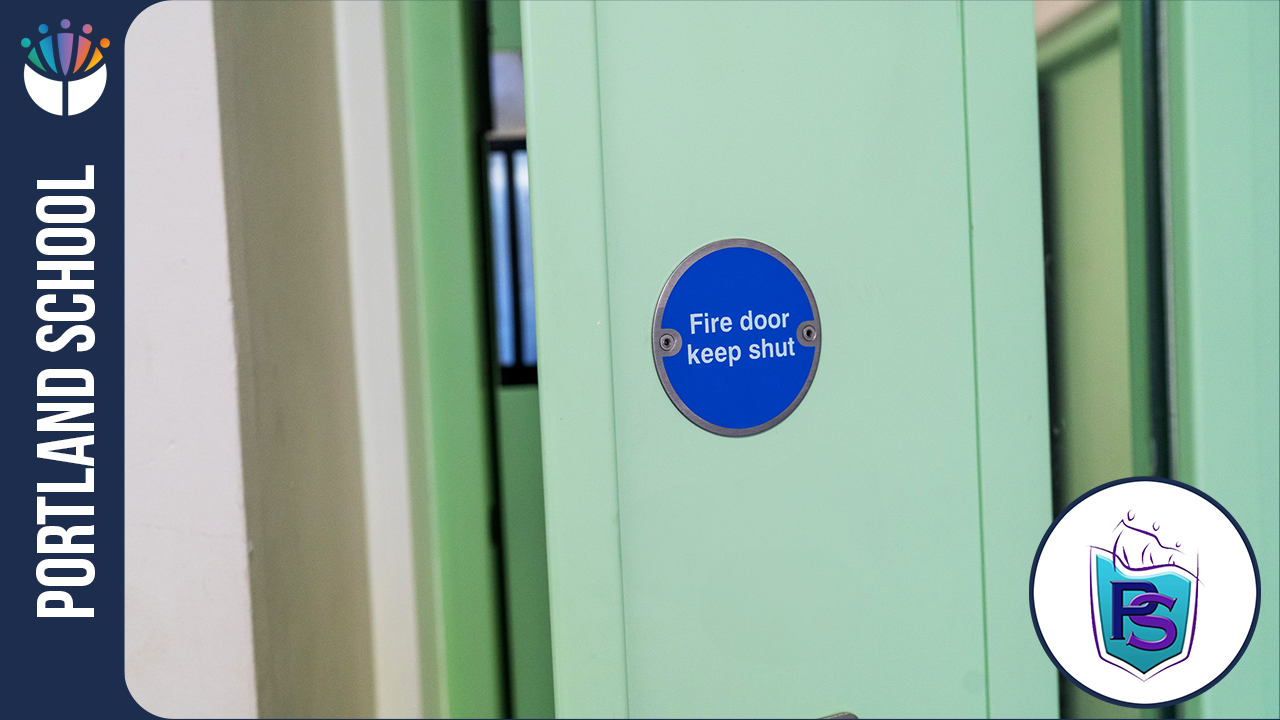 PORTLAND SCHOOL
Fire door
keep shut
PS